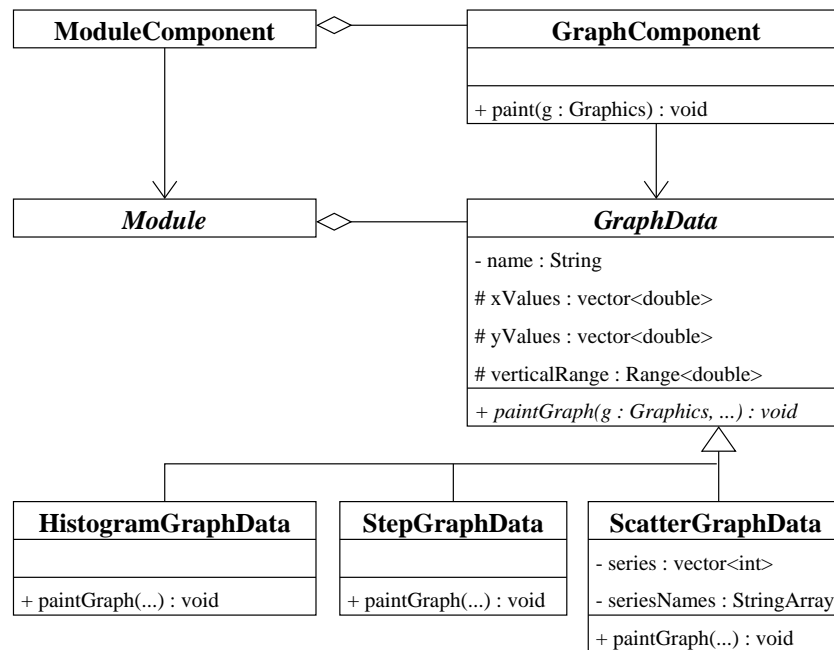 ModuleComponent
GraphComponent
+ paint(g : Graphics) : void
Module
GraphData
- name : String
# xValues : vector<double>
# yValues : vector<double>
# verticalRange : Range<double>
+ paintGraph(g : Graphics, ...) : void
HistogramGraphData
+ paintGraph(...) : void
StepGraphData
+ paintGraph(...) : void
ScatterGraphData
- series : vector<int>
- seriesNames : StringArray
+ paintGraph(...) : void